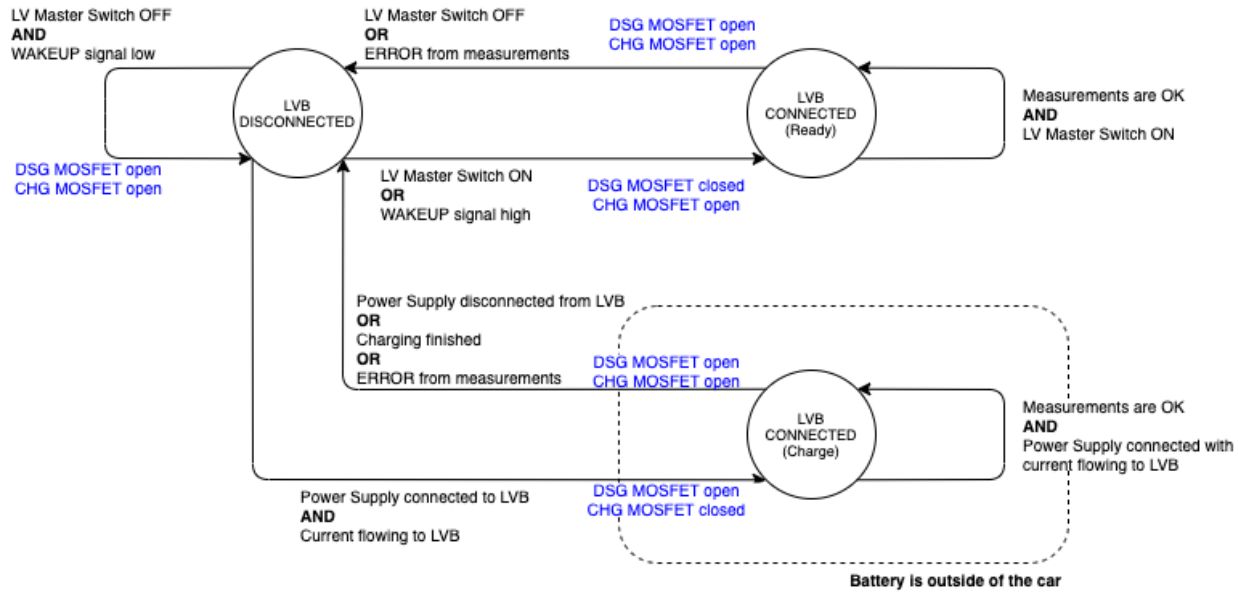 LV Master Switch OFF
AND
WAKEUP signal low
LV Master Switch OFF
OR
ERROR from measurements
DSG MOSFET open
CHG MOSFET open
LVB
DISCONNECTED
LVB
CONNECTED
(Ready)
Measurements are OK
AND
LV Master Switch ON
DSG MOSFET open
CHG MOSFET open
LV Master Switch ON
OR
WAKEUP signal high
DSG MOSFET closed
CHG MOSFET open
Power Supply disconnected from LVB
OR
Charging finished
OR
ERROR from measurements
DSG MOSFET open
CHG MOSFET open
LVB
CONNECTED
(Charge)
Measurements are OK
AND
Power Supply connected with
current flowing to LVB
Power Supply connected to LVB
AND
Current flowing to LVB
DSG MOSFET open
CHG MOSFET closed
Battery is outside of the car